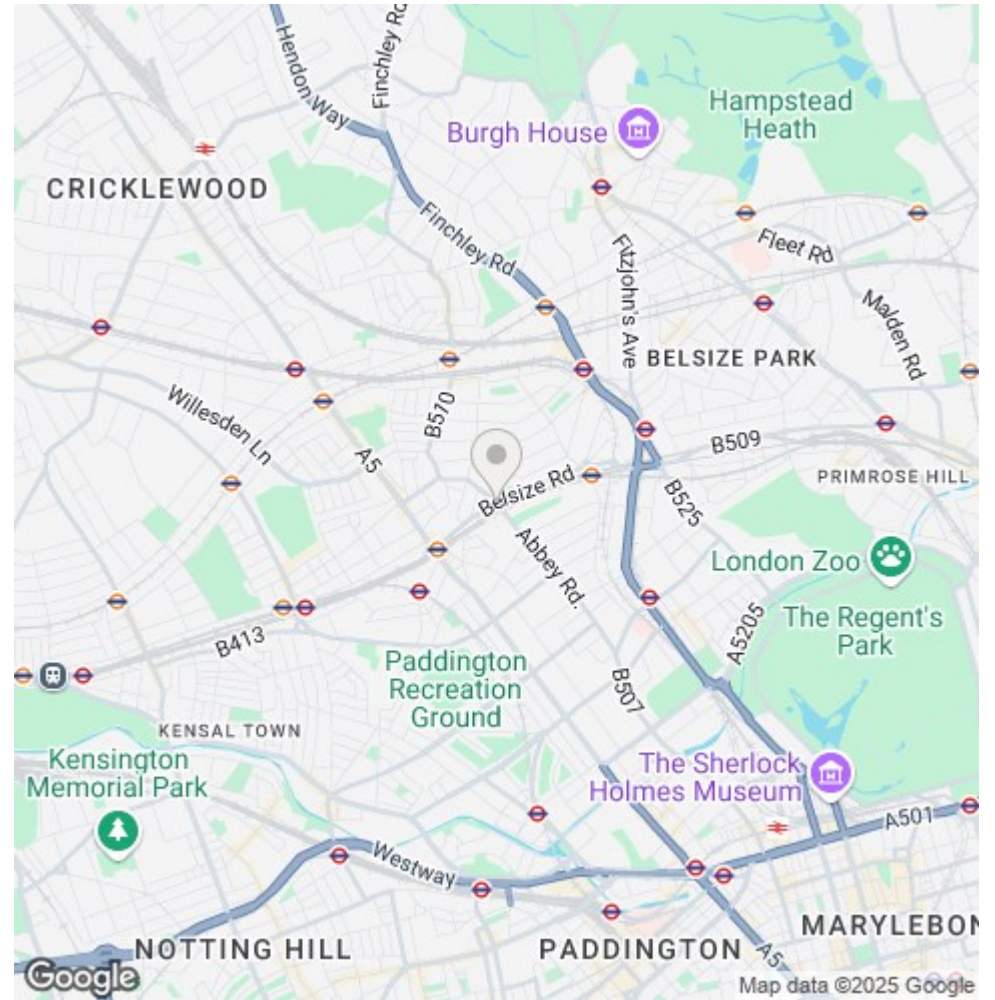 Hendon Way
Finchley Rd
Burgh House
Hampstead
Heath
CRICKLEWOOD
Finchley Rd
Fitzjohn's Ave
Fleet Rd
Malden Rd
BELSIZE PARK
Willesden Ln
B510
A5
B509
PRIMROSE HILL
Belsize Rd
B525
Abbey Rd.
London Zoo
The Regent's
Park
A5205
B413
Paddington
Recreation
Ground
B507
KENSAL TOWN
Kensington
Memorial Park
The Sherlock
Holmes Museum
A501
Westway
MARYLEBON
NOTTING HILL
PADDINGTON
A5
Google
Map data ©2025 Google